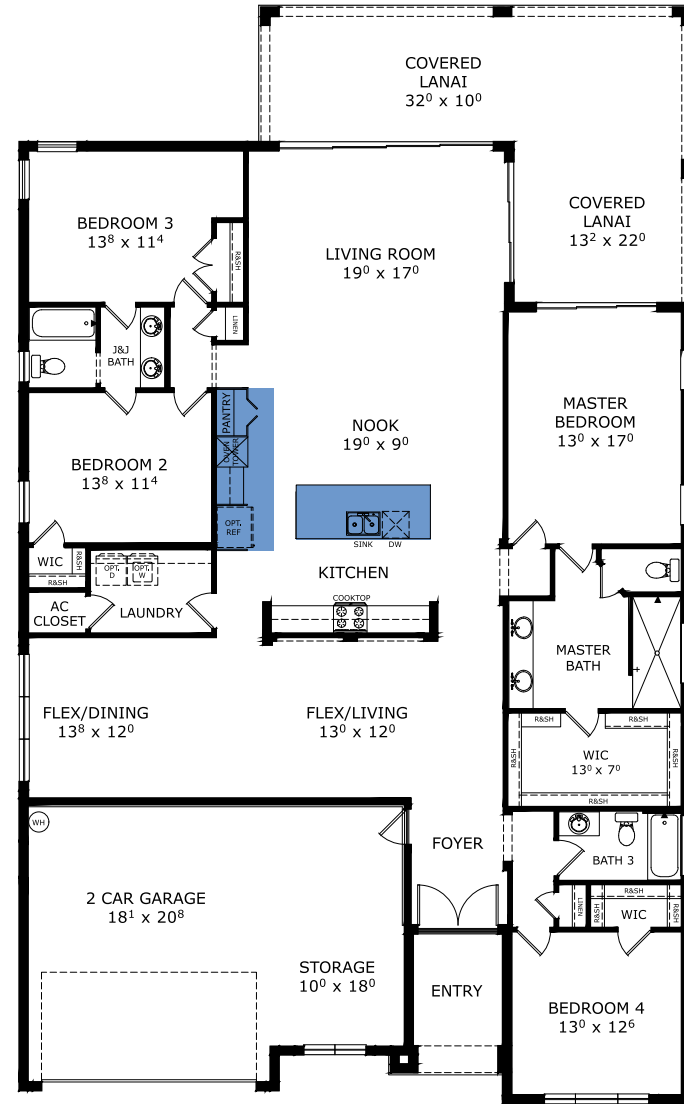 COVERED
LANAI
32⁰ x 10⁰
COVERED
LANAI
13² x 22⁰
BEDROOM 3
13⁸ x 11⁴
R&SH
LIVING ROOM
19⁰ x 17⁰
LINEN
J&J
BATH
PANTRY
OVEN
TOWER
OPT.
REF
NOOK
19⁰ x 9⁰
MASTER
BEDROOM
13⁰ x 17⁰
BEDROOM 2
13⁸ x 11⁴
SINK
DW
KITCHEN
COOKTOP
WIC
R&SH
R&SH
OPT.
D
OPT.
W
AC
CLOSET
LAUNDRY
MASTER
BATH
FLEX/DINING
13⁸ x 12⁰
FLEX/LIVING
13⁰ x 12⁰
R&SH
R&SH
R&SH
R&SH
WIC
13⁰ x 7⁰
R&SH
WH
FOYER
BATH 3
2 CAR GARAGE
18¹ x 20⁸
LINEN
R&SH
R&SH
R&SH
WIC
STORAGE
10⁰ x 18⁰
ENTRY
BEDROOM 4
13⁰ x 12⁶